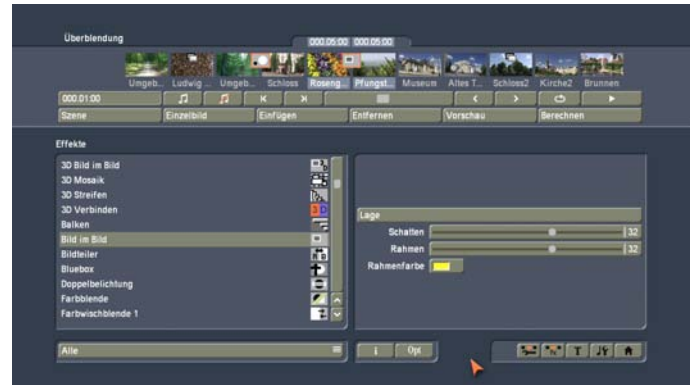 Überblendung
000.05:00 000.05:00
Umgeb... Ludwig ... Umgeb... Schloss Roseng... Pfungst... Museum Altes T... Schloss2 Kirche2 Brunnen
000.01:00
Szene Einzelbild Einfügen Entfernen Vorschau Berechnen
Effekte
3D Bild im Bild
3D Mosaik
3D Streifen
3D Verbinden
Balken
Bild im Bild
Bildteiler
Bluebox
Doppelbelichtung
Farbblende
Farbwischblende 1
Lage
Schatten 32
Rahmen 32
Rahmenfarbe
Alle
i Opt
T